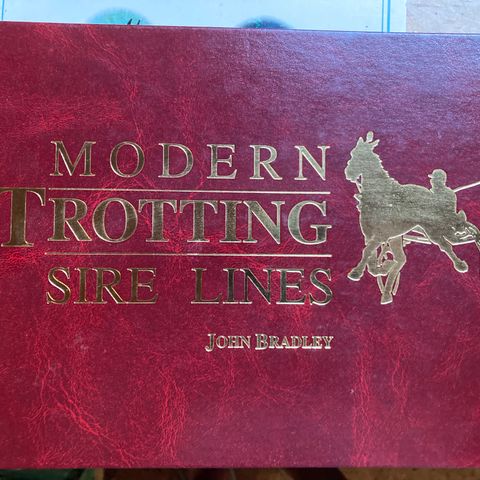 MODERN
TROTTING
SIRE LINES
JOHN BRADLEY